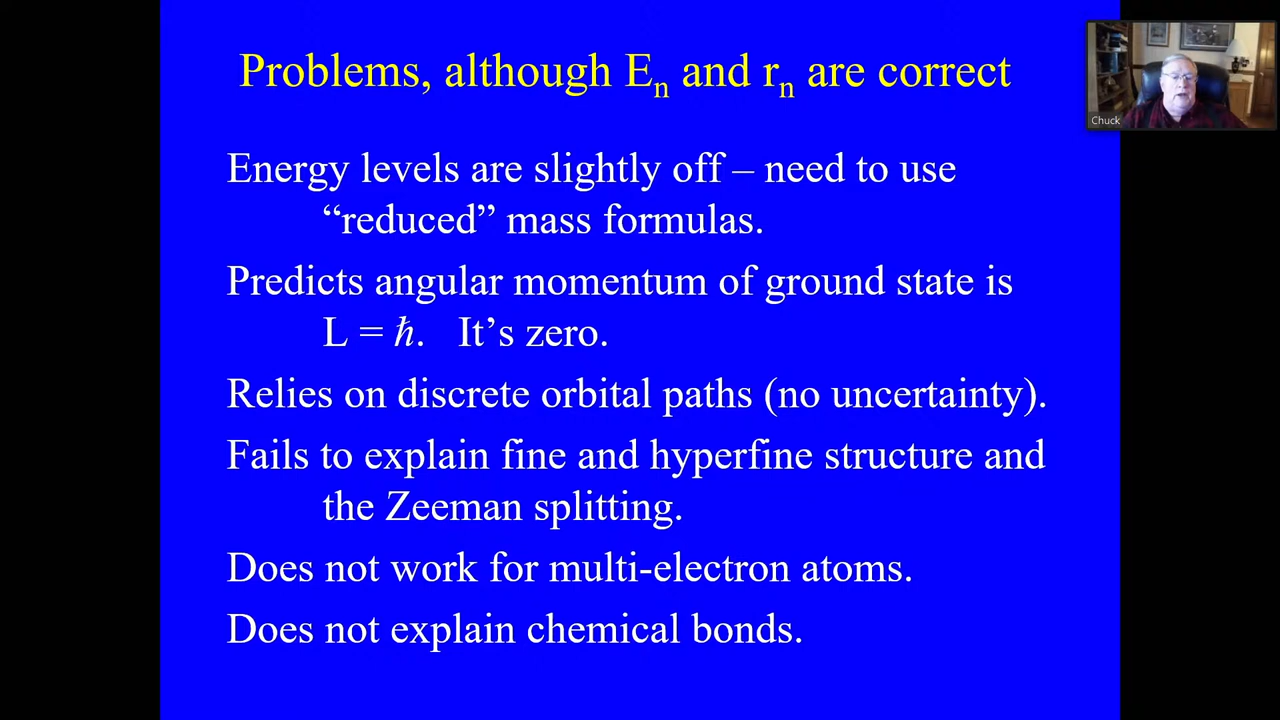 Problems, although Eₙ and rₙ are correct
Chuck
Energy levels are slightly off – need to use
“reduced” mass formulas.
Predicts angular momentum of ground state is
L = ℏ. It’s zero.
Relies on discrete orbital paths (no uncertainty).
Fails to explain fine and hyperfine structure and
the Zeeman splitting.
Does not work for multi-electron atoms.
Does not explain chemical bonds.